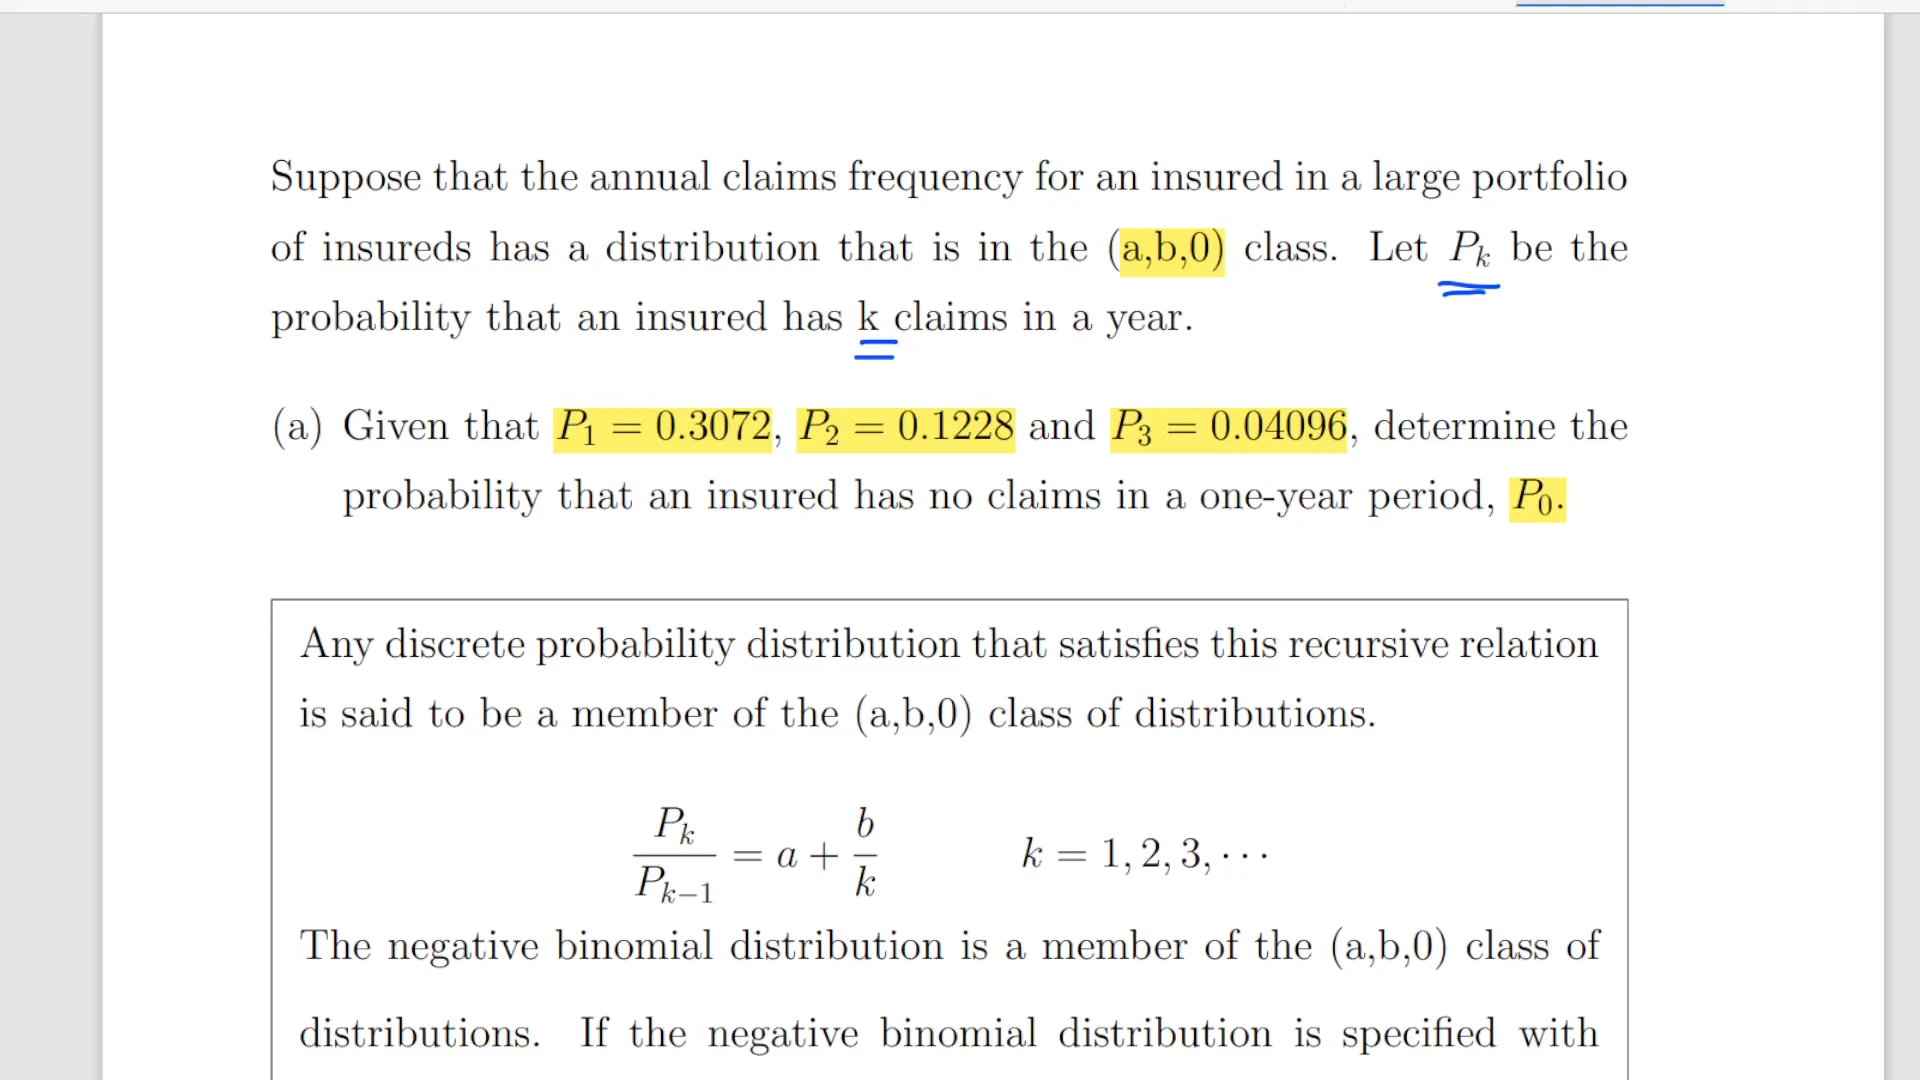 Suppose that the annual claims frequency for an insured in a large portfolio
of insureds has a distribution that is in the (a,b,0) class. Let P_k be the
probability that an insured has k claims in a year.
(a) Given that P_1 = 0.3072, P_2 = 0.1228 and P_3 = 0.04096, determine the
probability that an insured has no claims in a one-year period, P_0.
Any discrete probability distribution that satisfies this recursive relation
is said to be a member of the (a,b,0) class of distributions.
P_k / P_{k−1} = a + b/k    k = 1, 2, 3, ⋯
The negative binomial distribution is a member of the (a,b,0) class of
distributions. If the negative binomial distribution is specified with